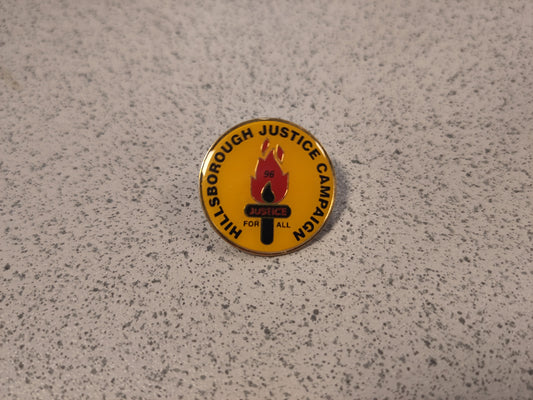 HILLSBOROUGH JUSTICE CAMPAIGN
96
JUSTICE
FOR ALL